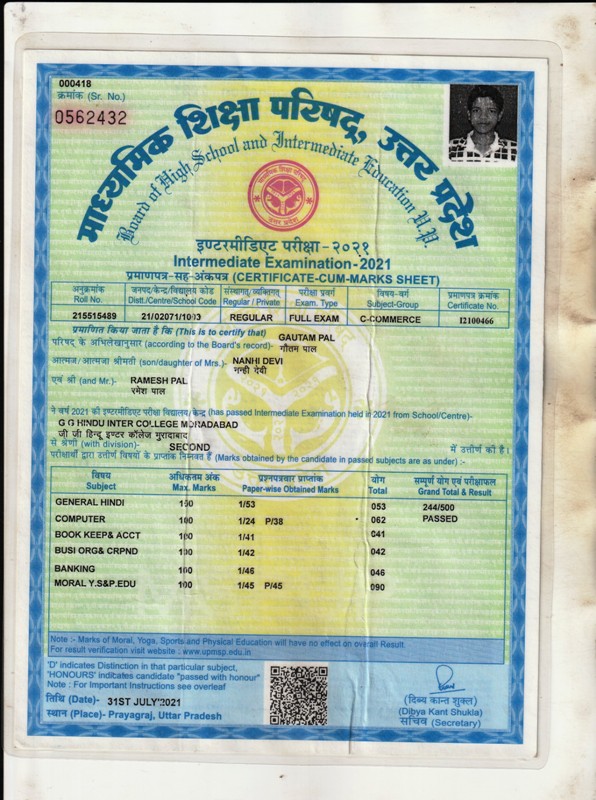 000418
क्रमांक (Sr. No.)
0562432
माध्यमिक शिक्षा परिषद, उत्तर प्रदेश
Board of High School and Intermediate Education U.P.
इण्टरमीडिएट परीक्षा-२०२१
Intermediate Examination-2021
प्रमाणपत्र-सह-अंकपत्र (CERTIFICATE-CUM-MARKS SHEET)
अनुक्रमांक जनपद/केन्द्र/विद्यालय कोड संस्थागत/व्यक्तिगत परीक्षा प्रवर्ग विषय-वर्ग प्रमाणपत्र क्रमांक
Roll No. Distt./Centre/School Code Regular / Private Exam. Type Subject-Group Certificate No.
215515489 21/02071/1003 REGULAR FULL EXAM C-COMMERCE I2100466
प्रमाणित किया जाता है कि (This is to certify that)
परिषद के अभिलेखानुसार (according to the Board's record)- GAUTAM PAL
गौतम पाल
आत्मज/आत्मजा श्रीमती (son/daughter of Mrs.)- NANHI DEVI
नन्ही देवी
एवं श्री (and Mr.)- RAMESH PAL
रमेश पाल
ने वर्ष 2021 की इण्टरमीडिएट परीक्षा विद्यालय/केन्द्र (has passed Intermediate Examination held in 2021 from School/Centre)-
G G HINDU INTER COLLEGE MORADABAD
जी जी हिन्दू इण्टर कॉलेज मुरादाबाद
से श्रेणी (with division)- SECOND में उत्तीर्ण की है।
परीक्षार्थी द्वारा उत्तीर्ण विषयों के प्राप्तांक निम्नवत हैं (Marks obtained by the candidate in passed subjects are as under) :-
विषय अधिकतम अंक प्रश्नपत्रवार प्राप्तांक योग सम्पूर्ण योग एवं परीक्षाफल
Subject Max. Marks Paper-wise Obtained Marks Total Grand Total & Result
GENERAL HINDI 100 1/53 053 244/500
COMPUTER 100 1/24 P/38 062 PASSED
BOOK KEEP& ACCT 100 1/41 041
BUSI ORG& CRPND 100 1/42 042
BANKING 100 1/46 046
MORAL Y.S&P.EDU 100 1/45 P/45 090
Note :- Marks of Moral, Yoga, Sports and Physical Education will have no effect on overall Result.
For result verification visit website : www.upmsp.edu.in
'D' indicates Distinction in that particular subject,
'HONOURS' indicates candidate "passed with honour"
Note : For Important Instructions see overleaf
तिथि (Date)- 31ST JULY'2021
स्थान (Place)- Prayagraj, Uttar Pradesh
(दिब्य कान्त शुक्ल)
(Dibya Kant Shukla)
सचिव (Secretary)